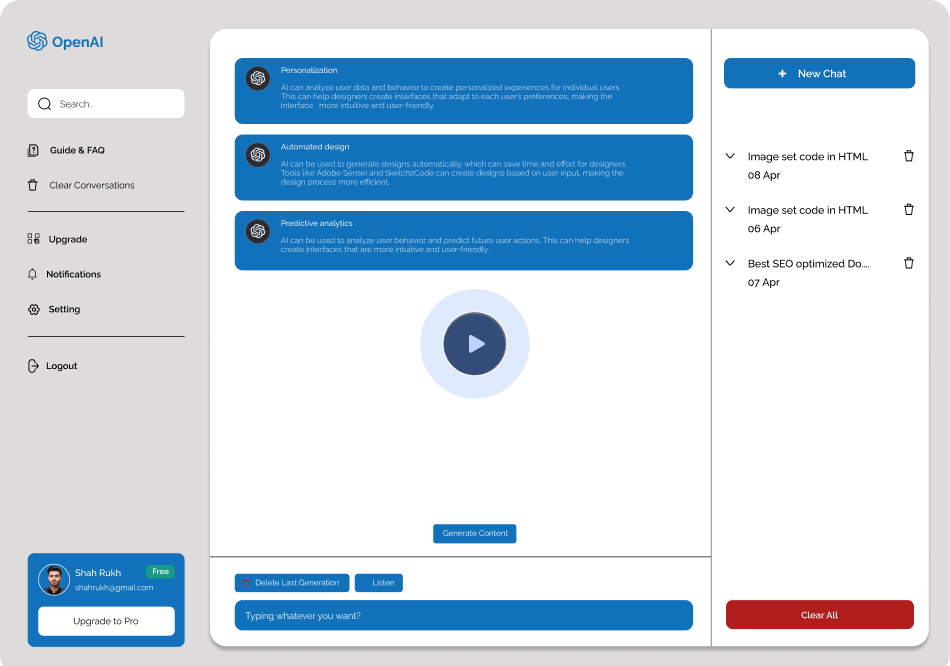 OpenAI
Search..
Guide & FAQ
Clear Conversations
Upgrade
Notifications
Setting
Logout
Shah Rukh
Free
shahrukh@gmail.com
Upgrade to Pro
Personalization
AI can analyze user data and behavior to create personalized experiences for individual users.
This can help designers create interfaces that adapt to each user's preferences, making the
interface more intuitive and user-friendly.
Automated design
AI can be used to generate designs automatically, which can save time and effort for designers.
Tools like Adobe Sensei and Sketch2Code can create designs based on user input, making the
design process more efficient.
Predictive analytics
AI can be used to analyze user behavior and predict future user actions. This can help designers
create interfaces that are more intuitive and user-friendly.
Generate Content
Delete Last Generation
Listen
Typing whatever you want?
+ New Chat
Image set code in HTML
08 Apr
Image set code in HTML
06 Apr
Best SEO optimized Do....
07 Apr
Clear All